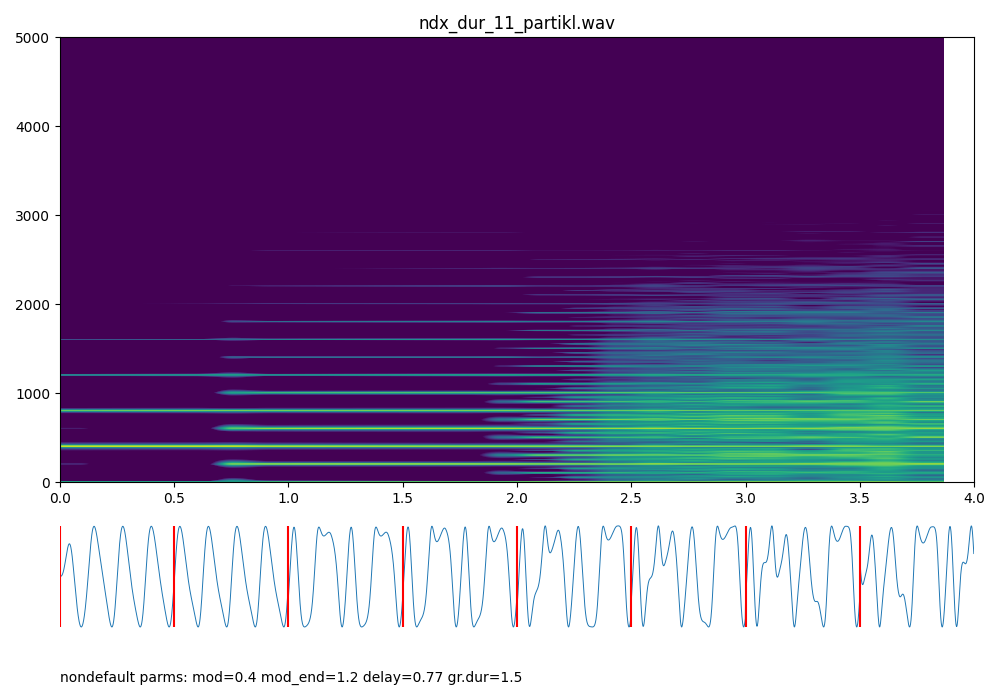 ndx_dur_11_partikl.wav
5000
4000
3000
2000
1000
0
0.0 0.5 1.0 1.5 2.0 2.5 3.0 3.5 4.0
nondefault parms: mod=0.4 mod_end=1.2 delay=0.77 gr.dur=1.5